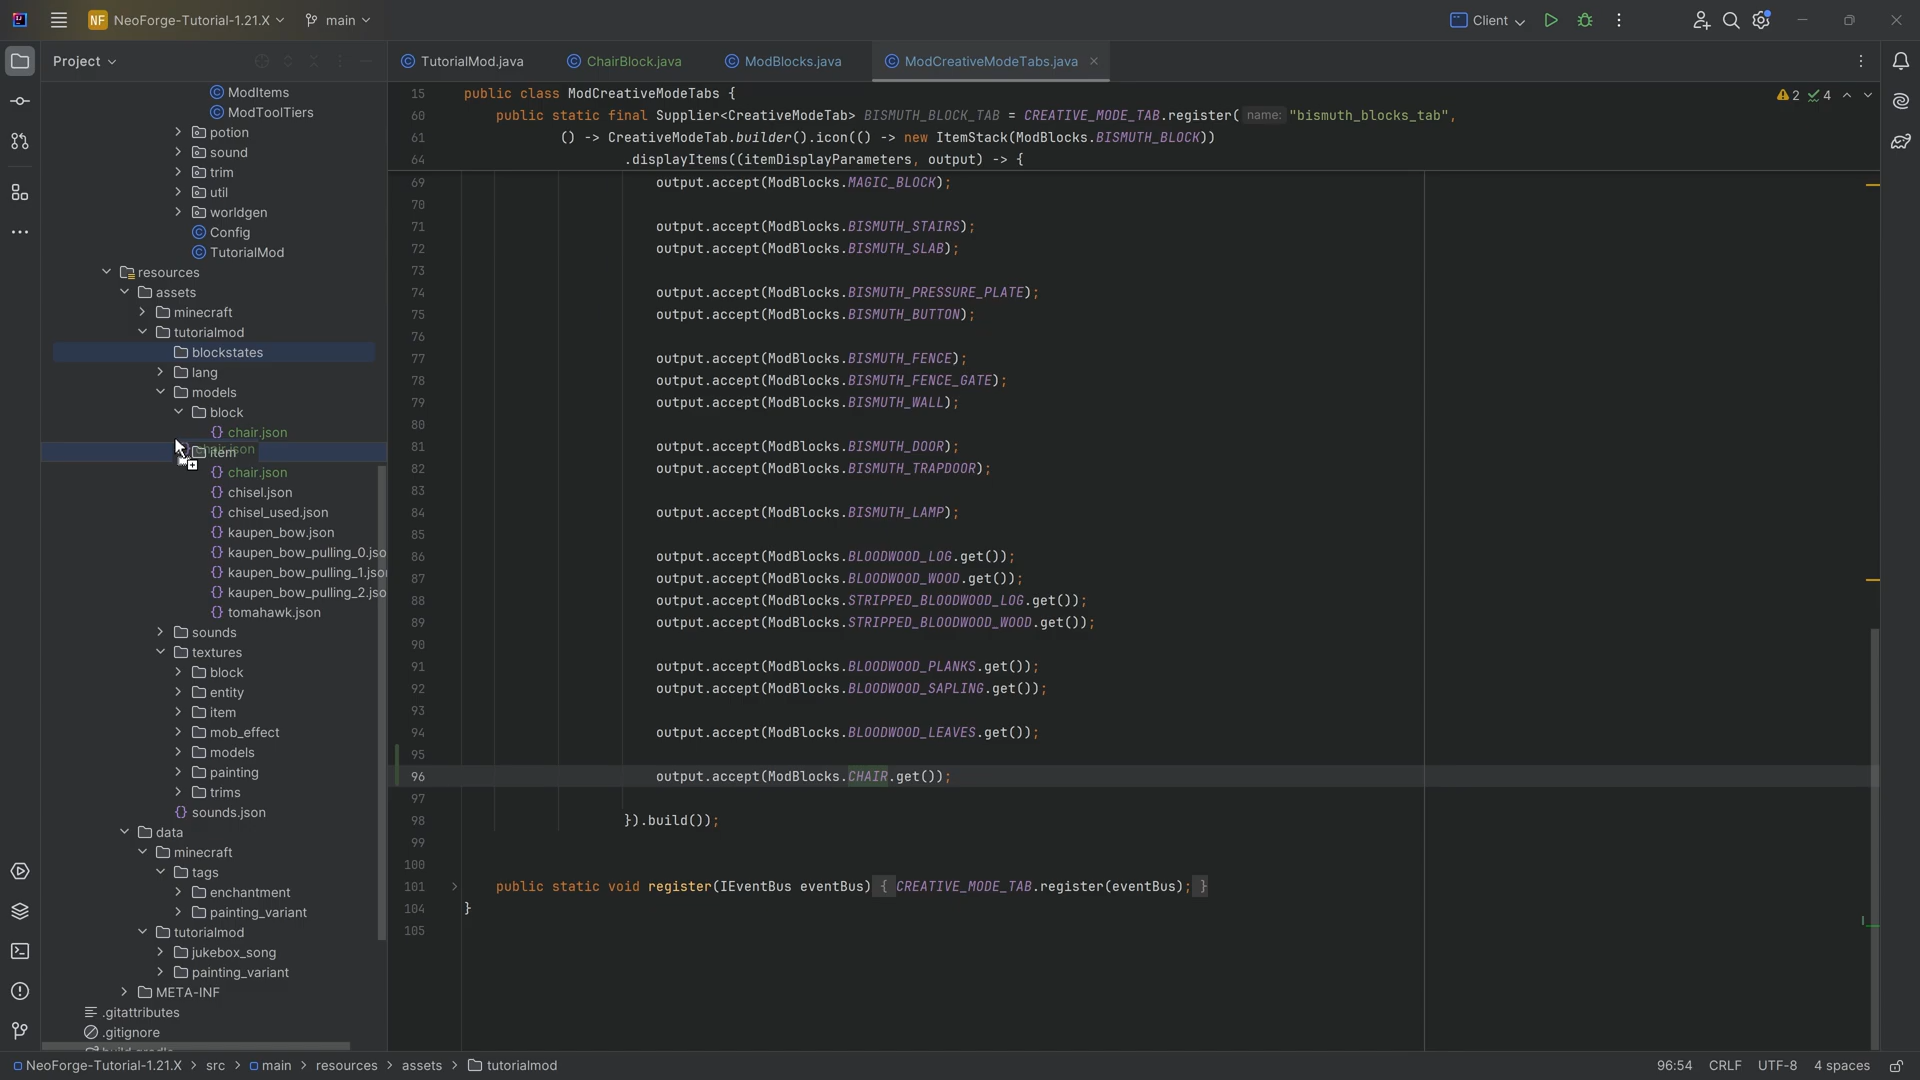 NF NeoForge-Tutorial-1.21.X main Client
Project
TutorialMod.java ChairBlock.java ModBlocks.java ModCreativeModeTabs.java
ModItems
ModToolTiers
potion
sound
trim
util
worldgen
Config
TutorialMod
resources
assets
minecraft
tutorialmod
blockstates
lang
models
block
chair.json
item
chair.json
chair.json
chisel.json
chisel_used.json
kaupen_bow.json
kaupen_bow_pulling_0.jso
kaupen_bow_pulling_1.jso
kaupen_bow_pulling_2.jso
tomahawk.json
sounds
textures
block
entity
item
mob_effect
models
painting
trims
sounds.json
data
minecraft
tags
enchantment
painting_variant
tutorialmod
jukebox_song
painting_variant
META-INF
.gitattributes
.gitignore
15 public class ModCreativeModeTabs {
60 public static final Supplier<CreativeModeTab> BISMUTH_BLOCK_TAB = CREATIVE_MODE_TAB.register( name: "bismuth_blocks_tab",
61 () -> CreativeModeTab.builder().icon(() -> new ItemStack(ModBlocks.BISMUTH_BLOCK))
64 .displayItems((itemDisplayParameters, output) -> {
2 4
69 output.accept(ModBlocks.MAGIC_BLOCK);
70
71 output.accept(ModBlocks.BISMUTH_STAIRS);
72 output.accept(ModBlocks.BISMUTH_SLAB);
73
74 output.accept(ModBlocks.BISMUTH_PRESSURE_PLATE);
75 output.accept(ModBlocks.BISMUTH_BUTTON);
76
77 output.accept(ModBlocks.BISMUTH_FENCE);
78 output.accept(ModBlocks.BISMUTH_FENCE_GATE);
79 output.accept(ModBlocks.BISMUTH_WALL);
80
81 output.accept(ModBlocks.BISMUTH_DOOR);
82 output.accept(ModBlocks.BISMUTH_TRAPDOOR);
83
84 output.accept(ModBlocks.BISMUTH_LAMP);
85
86 output.accept(ModBlocks.BLOODWOOD_LOG.get());
87 output.accept(ModBlocks.BLOODWOOD_WOOD.get());
88 output.accept(ModBlocks.STRIPPED_BLOODWOOD_LOG.get());
89 output.accept(ModBlocks.STRIPPED_BLOODWOOD_WOOD.get());
90
91 output.accept(ModBlocks.BLOODWOOD_PLANKS.get());
92 output.accept(ModBlocks.BLOODWOOD_SAPLING.get());
93
94 output.accept(ModBlocks.BLOODWOOD_LEAVES.get());
95
96 output.accept(ModBlocks.CHAIR.get());
97
98 }).build());
99
100
101 public static void register(IEventBus eventBus) { CREATIVE_MODE_TAB.register(eventBus); }
104 }
105
NeoForge-Tutorial-1.21.X > src > main > resources > assets > tutorialmod 96:54 CRLF UTF-8 4 spaces